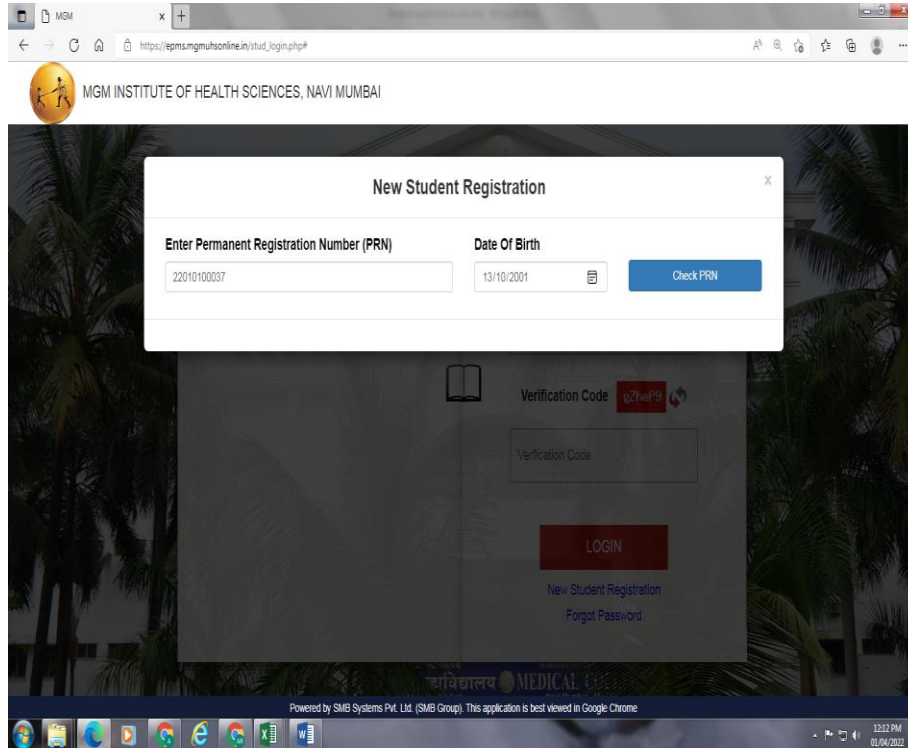 MGM
https://epms.mgmuhsonline.in/stud_login.php#
MGM INSTITUTE OF HEALTH SCIENCES, NAVI MUMBAI
New Student Registration
x
Enter Permanent Registration Number (PRN)
Date Of Birth
22010100037
13/10/2001
Check PRN
Verification Code
gZheP9
Verfication Code
LOGIN
New Student Registration
Forgot Password
MEDICAL
Powered by SMB Systems Pvt. Ltd. (SMB Group). This application is best viewed in Google Chrome
12:12 PM
01/04/2022